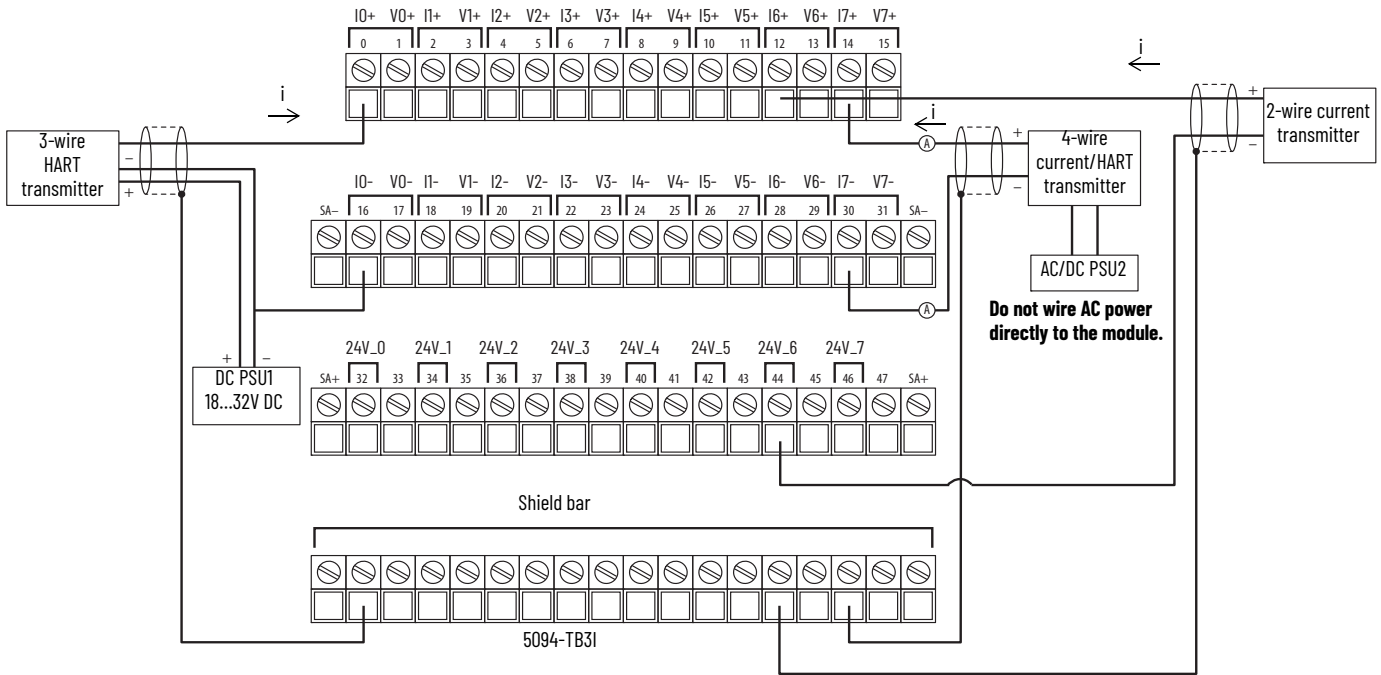 I0+ V0+ I1+ V1+ I2+ V2+ I3+ V3+ I4+ V4+ I5+ V5+ I6+ V6+ I7+ V7+
0 1 2 3 4 5 6 7 8 9 10 11 12 13 14 15
i
i
i
3-wire
HART
transmitter
−
+
+
−
2-wire current
transmitter
A
+
−
4-wire
current/HART
transmitter
I0- V0- I1- V1- I2- V2- I3- V3- I4- V4- I5- V5- I6- V6- I7- V7-
SA− 16 17 18 19 20 21 22 23 24 25 26 27 28 29 30 31 SA−
AC/DC PSU2
A
Do not wire AC power
directly to the module.
24V_0 24V_1 24V_2 24V_3 24V_4 24V_5 24V_6 24V_7
SA+ 32 33 34 35 36 37 38 39 40 41 42 43 44 45 46 47 SA+
+ −
DC PSU1
18...32V DC
Shield bar
5094-TB3I